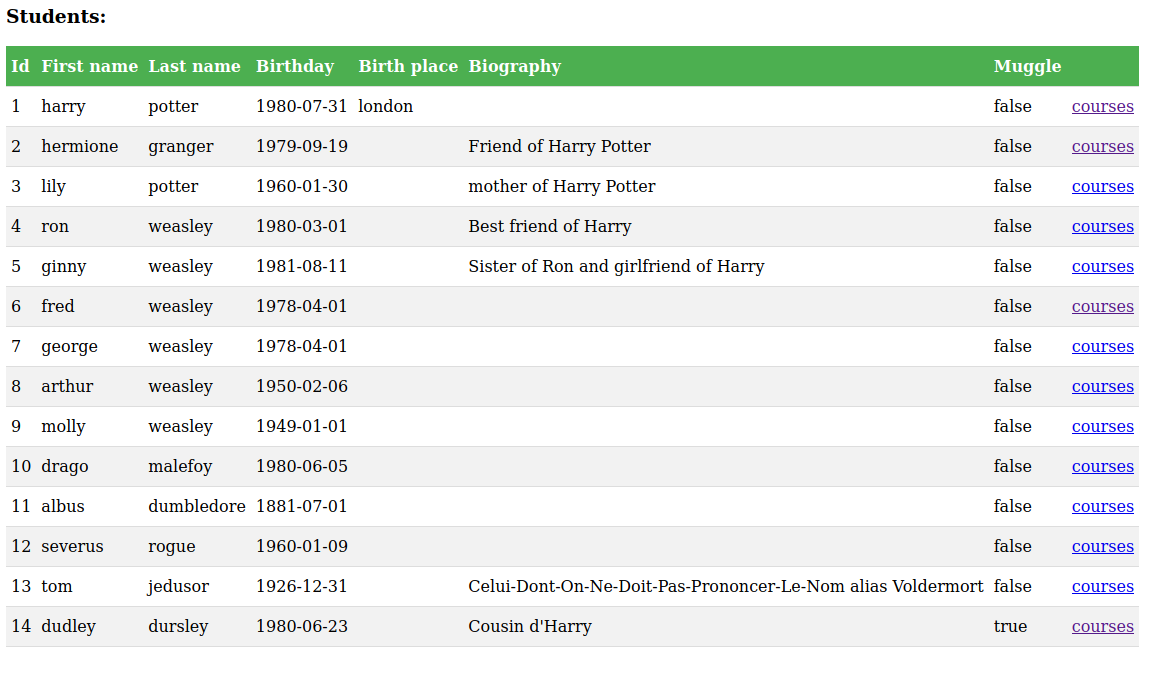 Students:
Id First name Last name Birthday Birth place Biography Muggle
1 harry potter 1980-07-31 london false courses
2 hermione granger 1979-09-19 Friend of Harry Potter false courses
3 lily potter 1960-01-30 mother of Harry Potter false courses
4 ron weasley 1980-03-01 Best friend of Harry false courses
5 ginny weasley 1981-08-11 Sister of Ron and girlfriend of Harry false courses
6 fred weasley 1978-04-01 false courses
7 george weasley 1978-04-01 false courses
8 arthur weasley 1950-02-06 false courses
9 molly weasley 1949-01-01 false courses
10 drago malefoy 1980-06-05 false courses
11 albus dumbledore 1881-07-01 false courses
12 severus rogue 1960-01-09 false courses
13 tom jedusor 1926-12-31 Celui-Dont-On-Ne-Doit-Pas-Prononcer-Le-Nom alias Voldermort false courses
14 dudley dursley 1980-06-23 Cousin d'Harry true courses